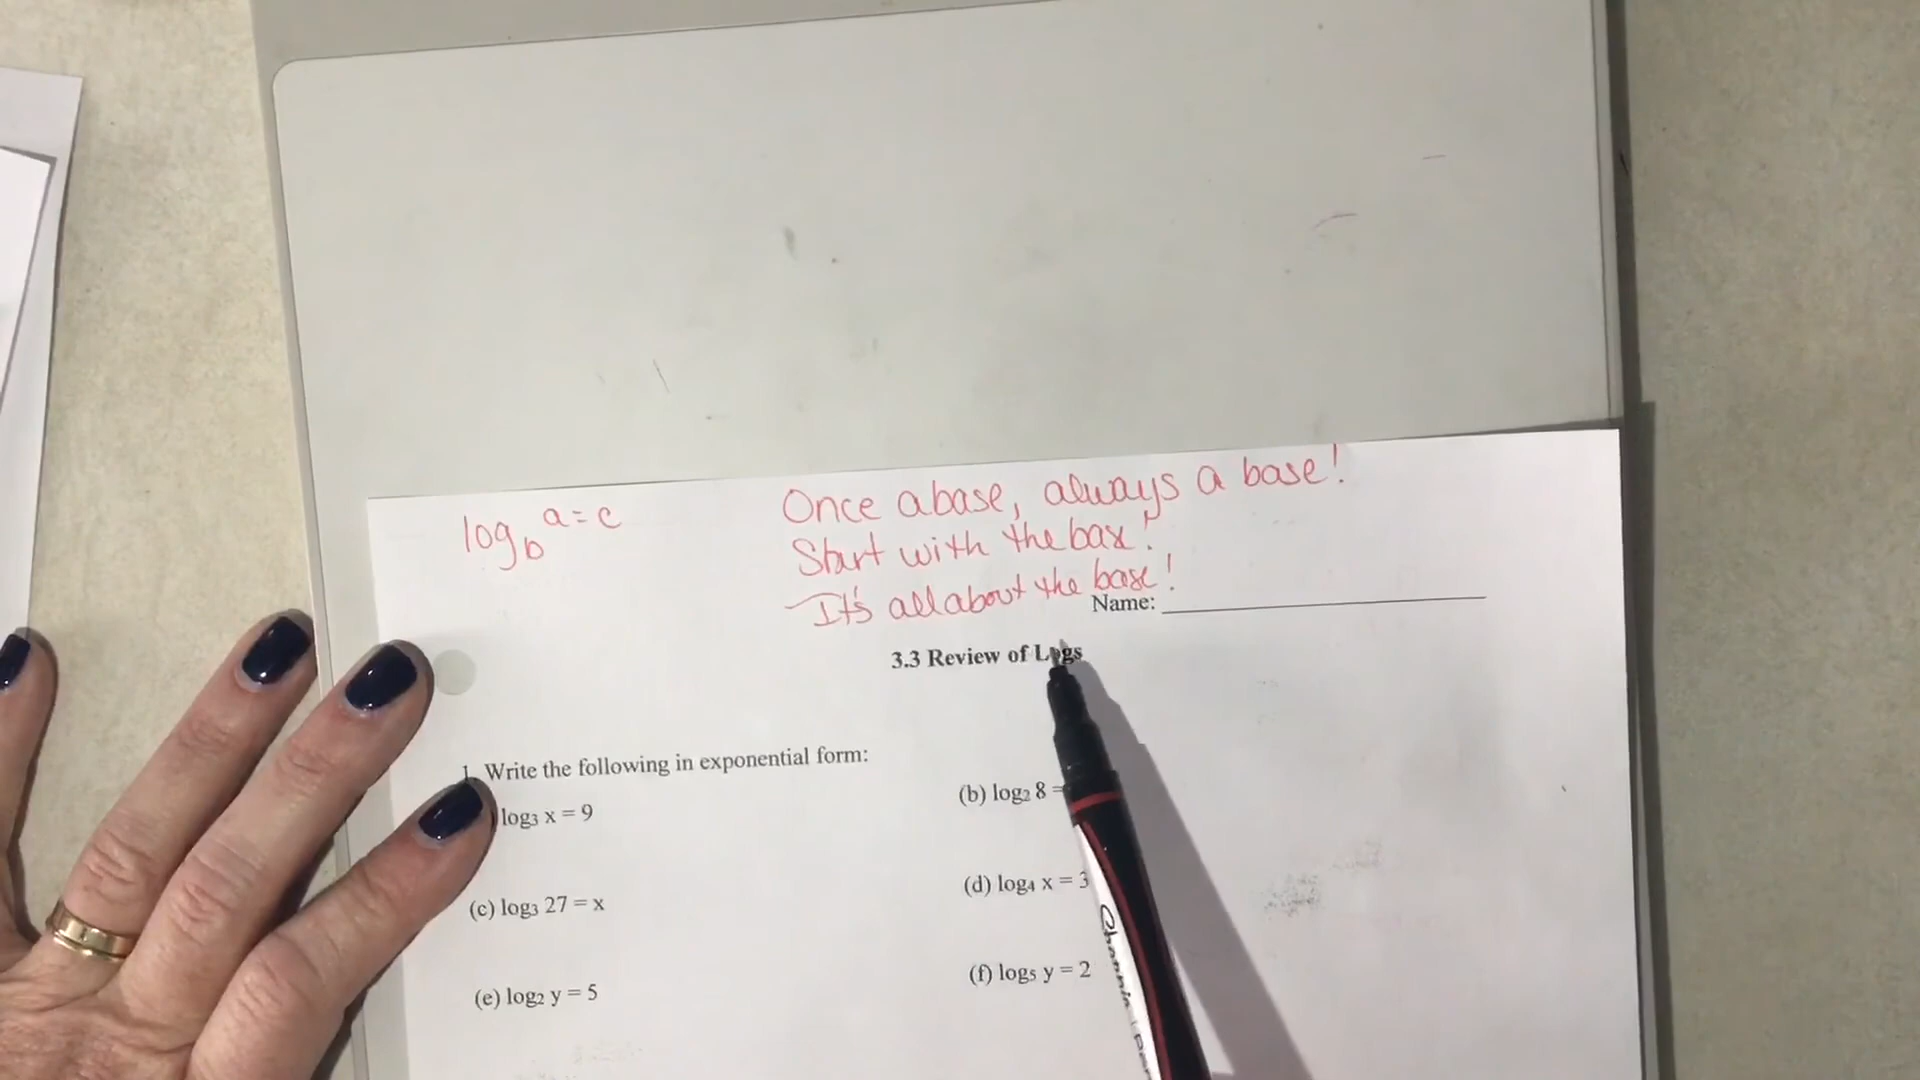 log_b a = c
Once a base, always a base!
Start with the base!
It's all about the base!
Name:
3.3 Review of Logs
1. Write the following in exponential form:
) log₃ x = 9
(b) log₂ 8 =
(c) log₃ 27 = x
(d) log₄ x = 3
(e) log₂ y = 5
(f) log₅ y = 2